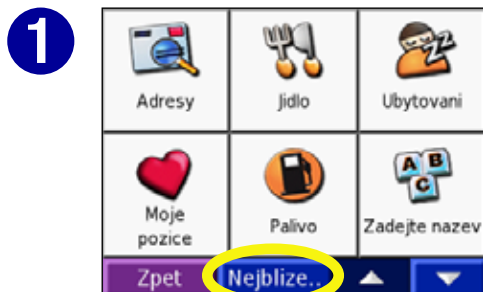 1
Adresy
Jidlo
Ubytovani
Moje
pozice
Palivo
A B
C
Zadejte nazev
Zpet
Nejblize..